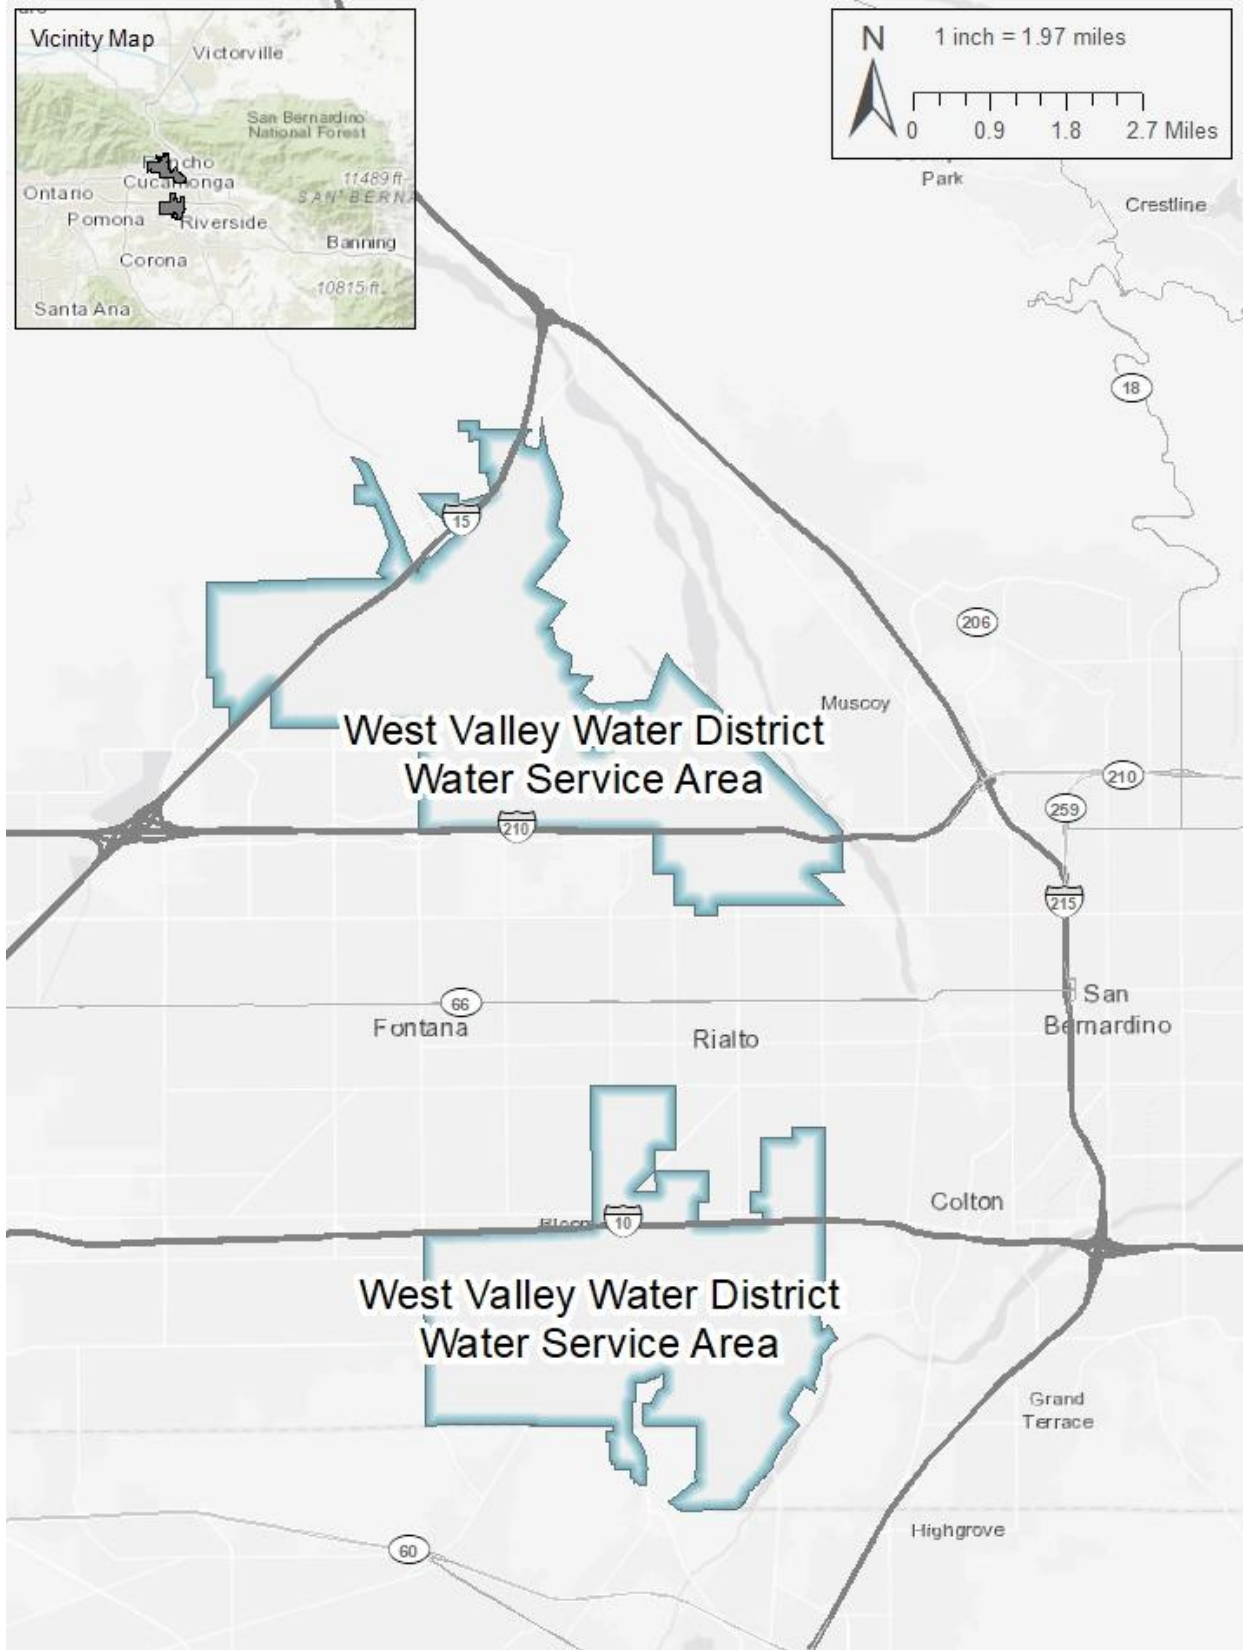 Vicinity Map
Victorville
San Bernardino
National Forest
Cucamonga
11489 ft
Ontario
SAN BERNA
Pomona
Riverside
Banning
Corona
10815 ft
Santa Ana
N
1 inch = 1.97 miles
0 0.9 1.8 2.7 Miles
Park
Crestline
18
15
206
Muscoy
West Valley Water District
Water Service Area
210
259
210
215
66
San
Bernardino
Fontana
Rialto
Colton
10
West Valley Water District
Water Service Area
Grand
Terrace
Highgrove
60